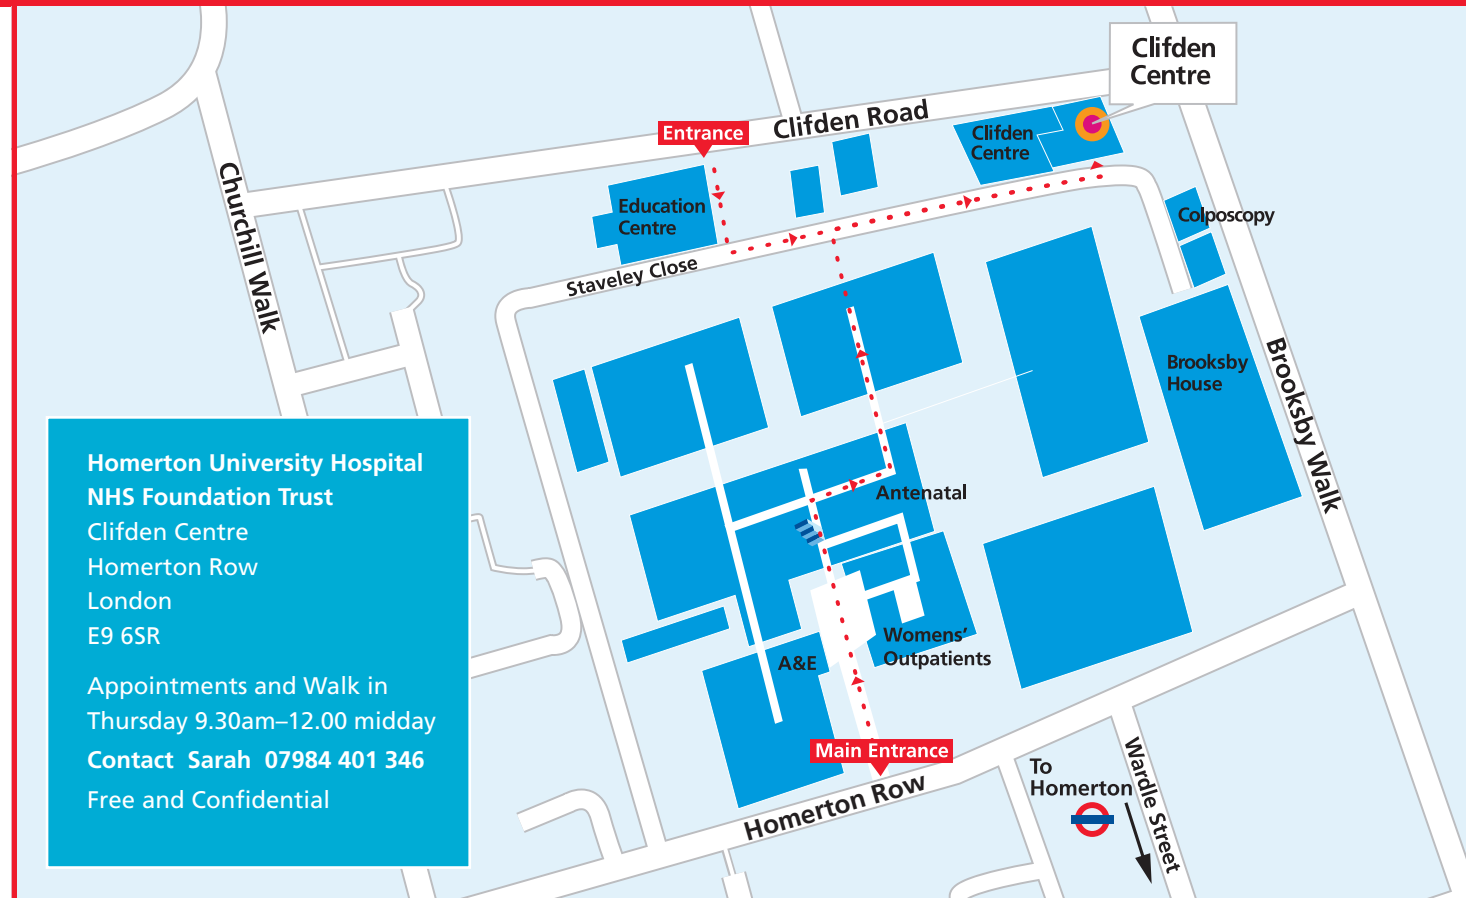 Clifden
Centre
Clifden Road
Entrance
Clifden
Centre
Churchill Walk
Education
Centre
Colposcopy
Staveley Close
Brooksby
House
Brooksby Walk
Homerton University Hospital
NHS Foundation Trust
Clifden Centre
Homerton Row
London
E9 6SR
Appointments and Walk in
Thursday 9.30am–12.00 midday
Contact  Sarah  07984 401 346
Free and Confidential
Antenatal
Womens’
Outpatients
A&E
Main Entrance
Homerton Row
To
Homerton
Wardle Street